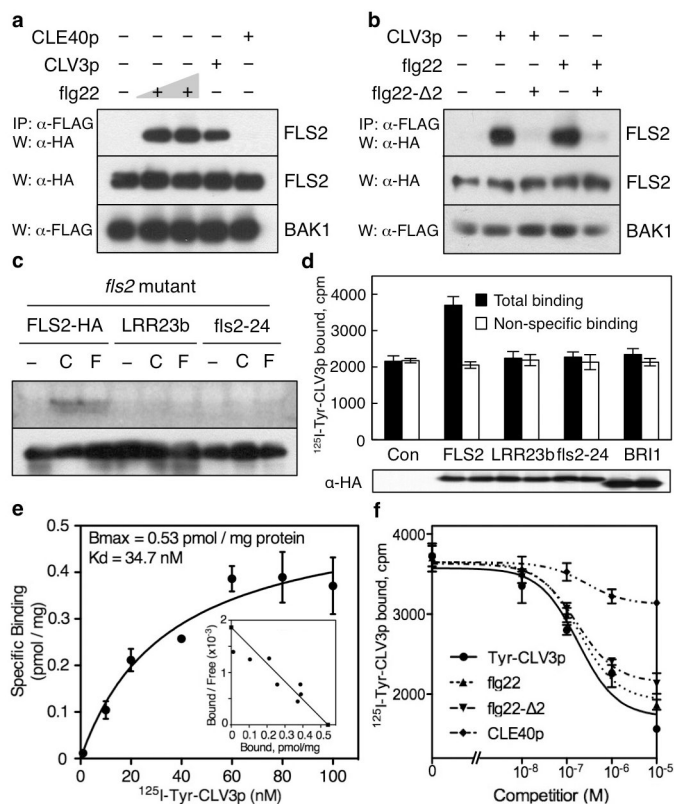 a
CLE40p – – – – +
CLV3p – – – + –
flg22 – + + – –
IP: α-FLAG
W: α-HA
FLS2
W: α-HA
FLS2
W: α-FLAG
BAK1
b
CLV3p – + + – –
flg22 – – – + +
flg22-Δ2 – – + – +
IP: α-FLAG
W: α-HA
FLS2
W: α-HA
FLS2
W: α-FLAG
BAK1
c
fls2 mutant
FLS2-HA LRR23b fls2-24
– C F – C F – C F
d
¹²⁵I-Tyr-CLV3p bound, cpm
4000
3000
2000
1000
0
Total binding
Non-specific binding
Con FLS2 LRR23b fls2-24 BRI1
α-HA
e
Bmax = 0.53 pmol / mg protein
Kd = 34.7 nM
Specific Binding
(pmol / mg)
0.5
0.4
0.3
0.2
0.1
0
0 20 40 60 80 100
¹²⁵I-Tyr-CLV3p (nM)
Bound / Free (x10⁻³)
2
1
0
0 0.1 0.2 0.3 0.4 0.5
Bound, pmol/mg
f
¹²⁵I-Tyr-CLV3p bound, cpm
4000
3000
2000
Tyr-CLV3p
flg22
flg22-Δ2
CLE40p
0 10⁻⁸ 10⁻⁷ 10⁻⁶ 10⁻⁵
Competitior (M)